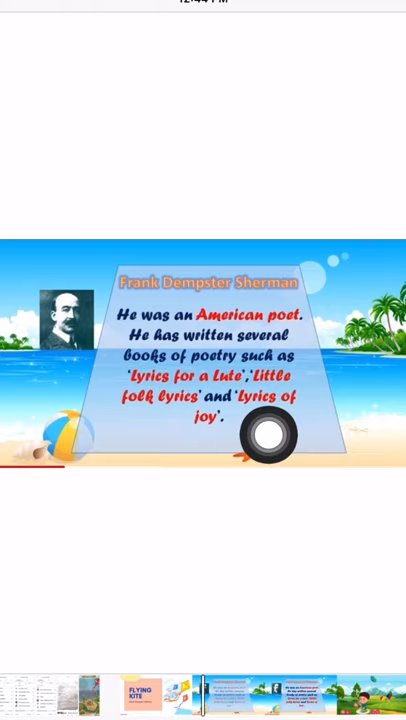 Frank Dempster Sherman
He was an American poet.
He has written several
books of poetry such as
'Lyrics for a Lute','Little
folk lyrics' and 'Lyrics of
joy'.
FLYING
KITE